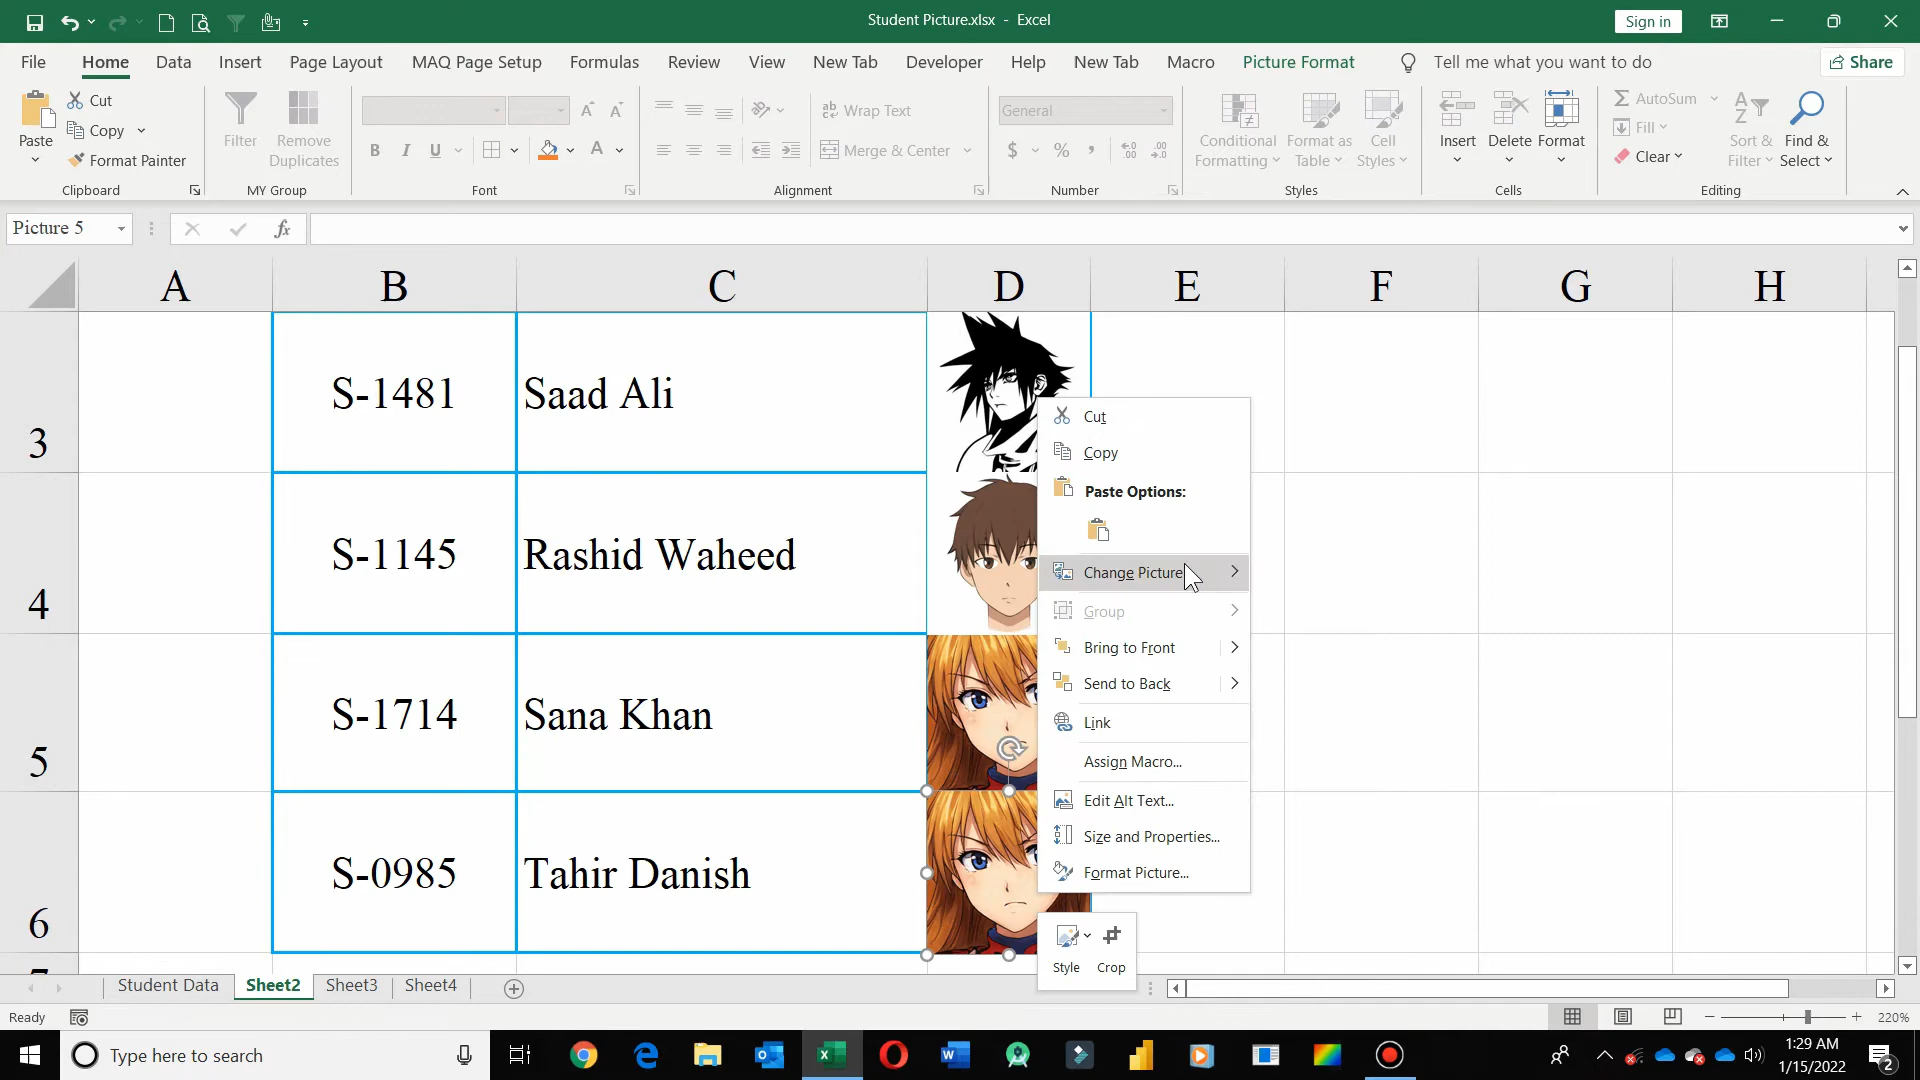 Student Picture.xlsx - Excel
Sign in
File Home Data Insert Page Layout MAQ Page Setup Formulas Review View New Tab Developer Help New Tab Macro Picture Format Tell me what you want to do Share
Paste
Cut
Copy
Format Painter
Clipboard
Filter
Remove Duplicates
MY Group
B I U A
Font
ab Wrap Text
Merge & Center
Alignment
General
$ % ,
Number
Conditional Formatting
Format as Table
Cell Styles
Styles
Insert Delete Format
Cells
AutoSum
Fill
Clear
Sort & Filter
Find & Select
Editing
Picture 5
fx
A B C D E F G H
3 S-1481 Saad Ali
4 S-1145 Rashid Waheed
5 S-1714 Sana Khan
6 S-0985 Tahir Danish
Cut
Copy
Paste Options:
Change Picture
Group
Bring to Front
Send to Back
Link
Assign Macro...
Edit Alt Text...
Size and Properties...
Format Picture...
Style Crop
Student Data Sheet2 Sheet3 Sheet4
Ready
220%
Type here to search
1:29 AM
1/15/2022
2